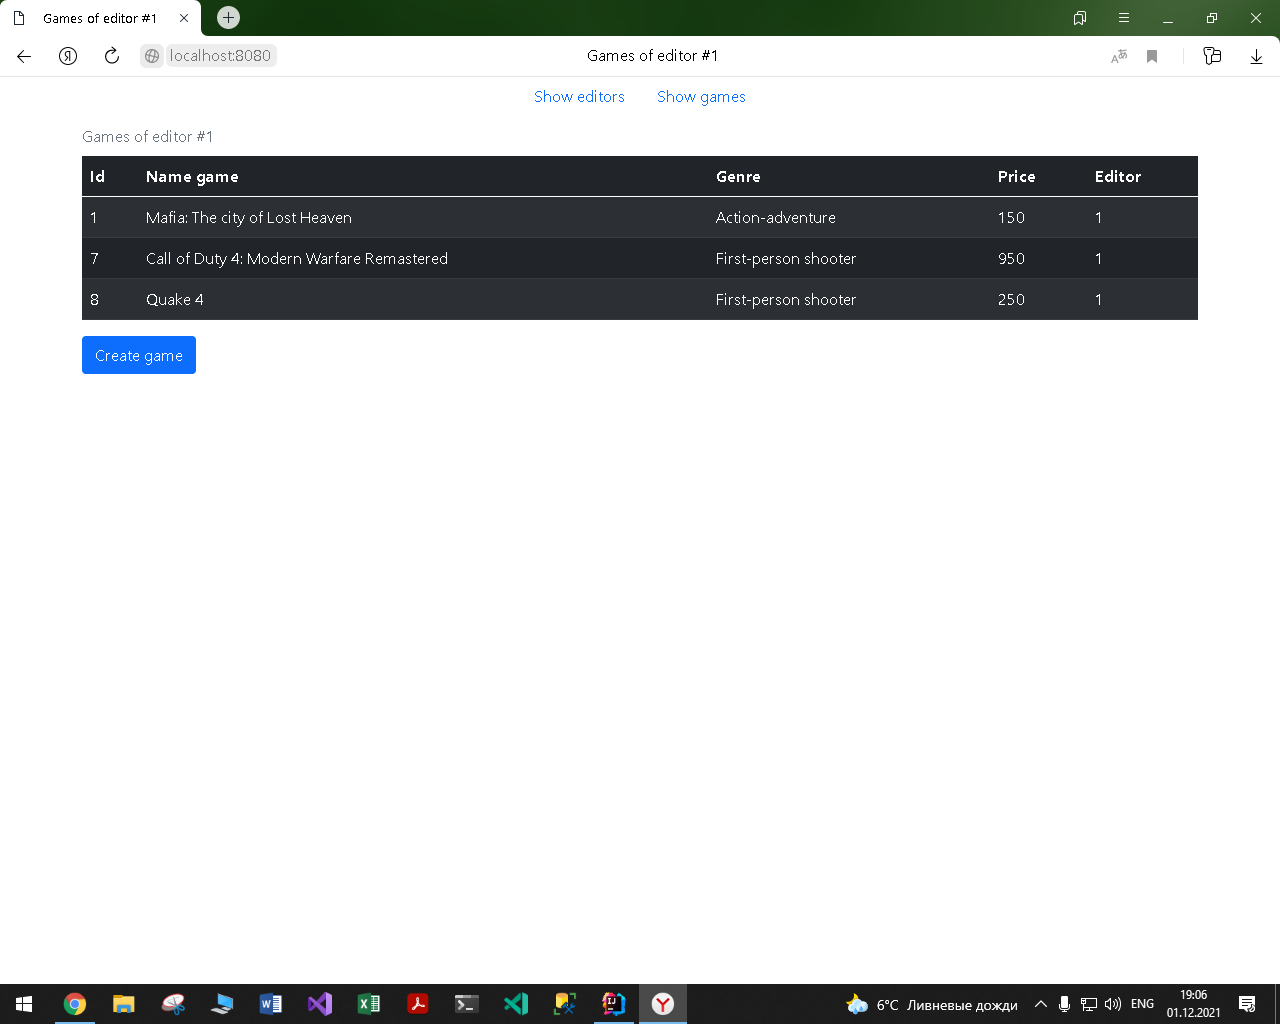 Games of editor #1
localhost:8080 Games of editor #1
Show editors Show games
Games of editor #1
Id Name game Genre Price Editor
1 Mafia: The city of Lost Heaven Action-adventure 150 1
7 Call of Duty 4: Modern Warfare Remastered First-person shooter 950 1
8 Quake 4 First-person shooter 250 1
Create game
6°C Ливневые дожди ENG 19:06
01.12.2021